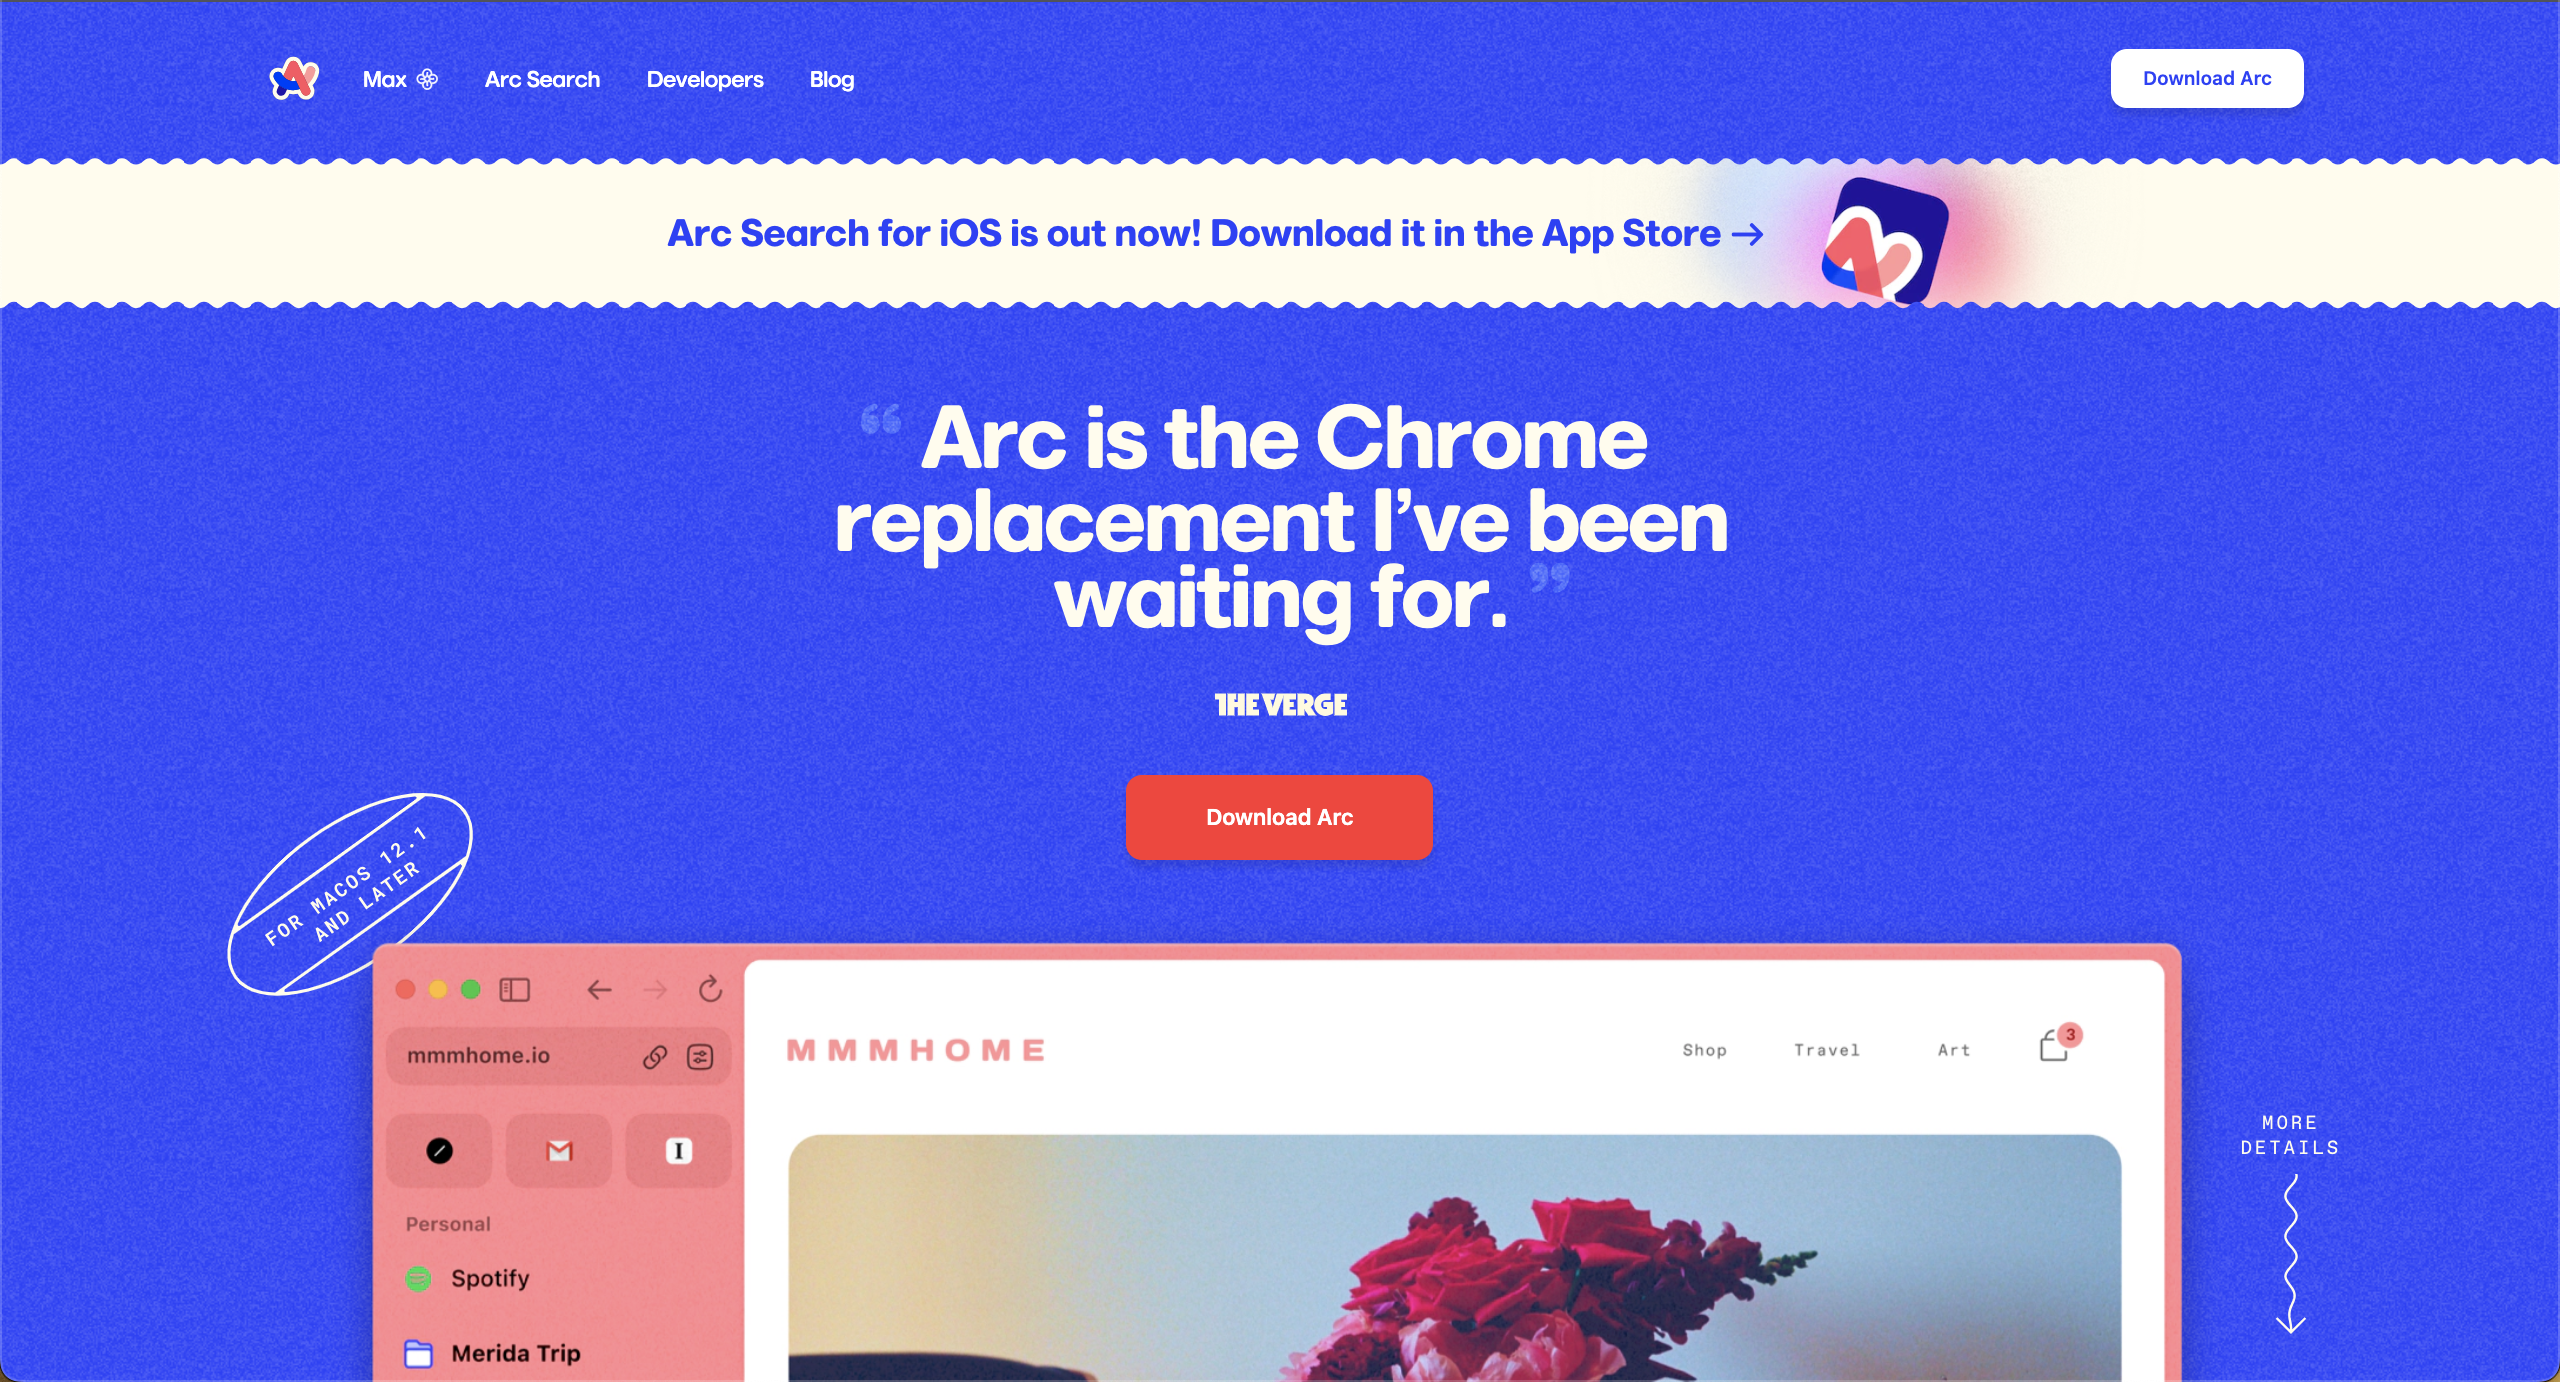 Max
Arc Search
Developers
Blog
Download Arc
Arc Search for iOS is out now! Download it in the App Store →
“Arc is the Chrome
replacement I’ve been
waiting for.”
THE VERGE
Download Arc
FOR MACOS 12.1
AND LATER
mmmhome.io
I
Personal
Spotify
Merida Trip
MMMHOME
Shop
Travel
Art
3
MORE
DETAILS